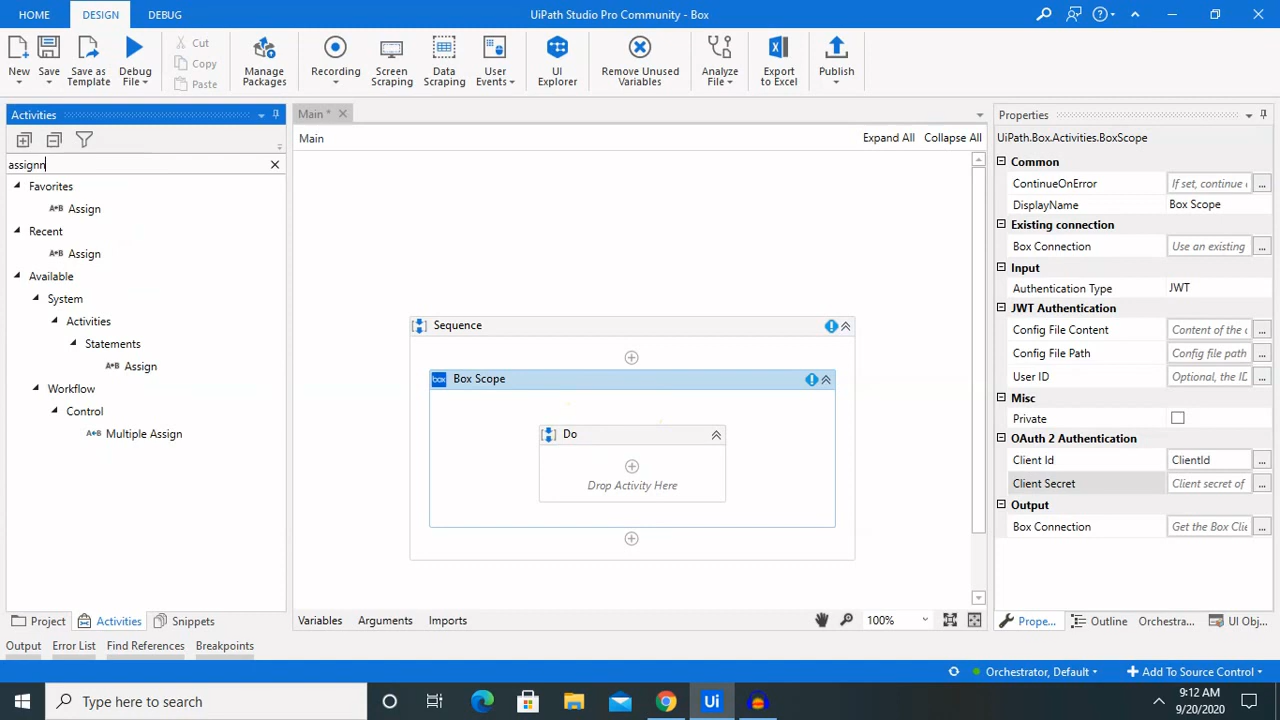 HOME DESIGN DEBUG UiPath Studio Pro Community - Box
New Save Save as Template Debug File Cut Copy Paste Manage Packages Recording Screen Scraping Data Scraping User Events UI Explorer Remove Unused Variables Analyze File Export to Excel Publish
Activities
assignn
Favorites
A+B Assign
Recent
A+B Assign
Available
System
Activities
Statements
A+B Assign
Workflow
Control
A+B Multiple Assign
Project Activities Snippets
Main *
Main Expand All Collapse All
Sequence
box Box Scope
Do
Drop Activity Here
Variables Arguments Imports 100%
Properties
UiPath.Box.Activities.BoxScope
Common
ContinueOnError If set, continue
DisplayName Box Scope
Existing connection
Box Connection Use an existing
Input
Authentication Type JWT
JWT Authentication
Config File Content Content of the
Config File Path Config file path
User ID Optional, the ID
Misc
Private
OAuth 2 Authentication
Client Id ClientId
Client Secret Client secret of
Output
Box Connection Get the Box Clie
Prope... Outline Orchestra... UI Obj...
Output Error List Find References Breakpoints
Orchestrator, Default Add To Source Control
Type here to search Ui
9:12 AM
9/20/2020